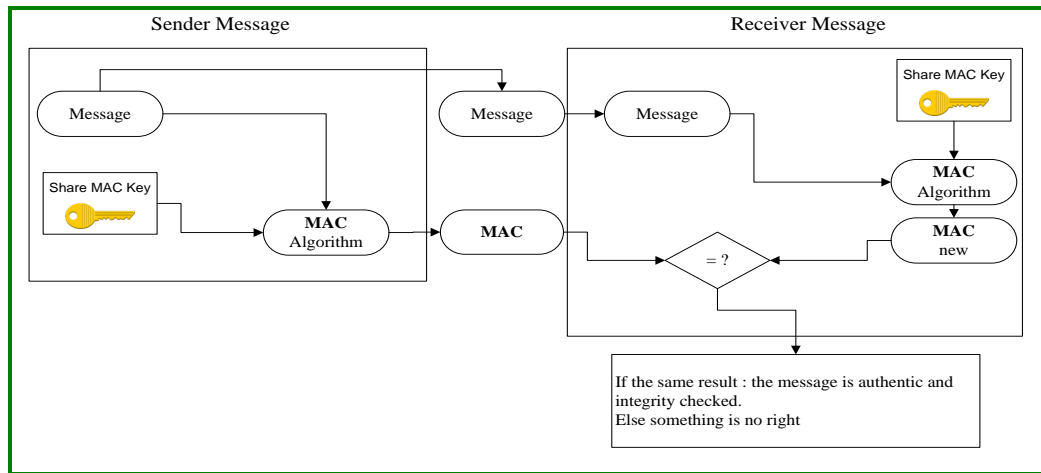 Sender Message
Receiver Message
Message
Message
Message
Share MAC Key
Share MAC Key
MAC
Algorithm
MAC
Algorithm
MAC
MAC
new
= ?
If the same result : the message is authentic and
integrity checked.
Else something is no right